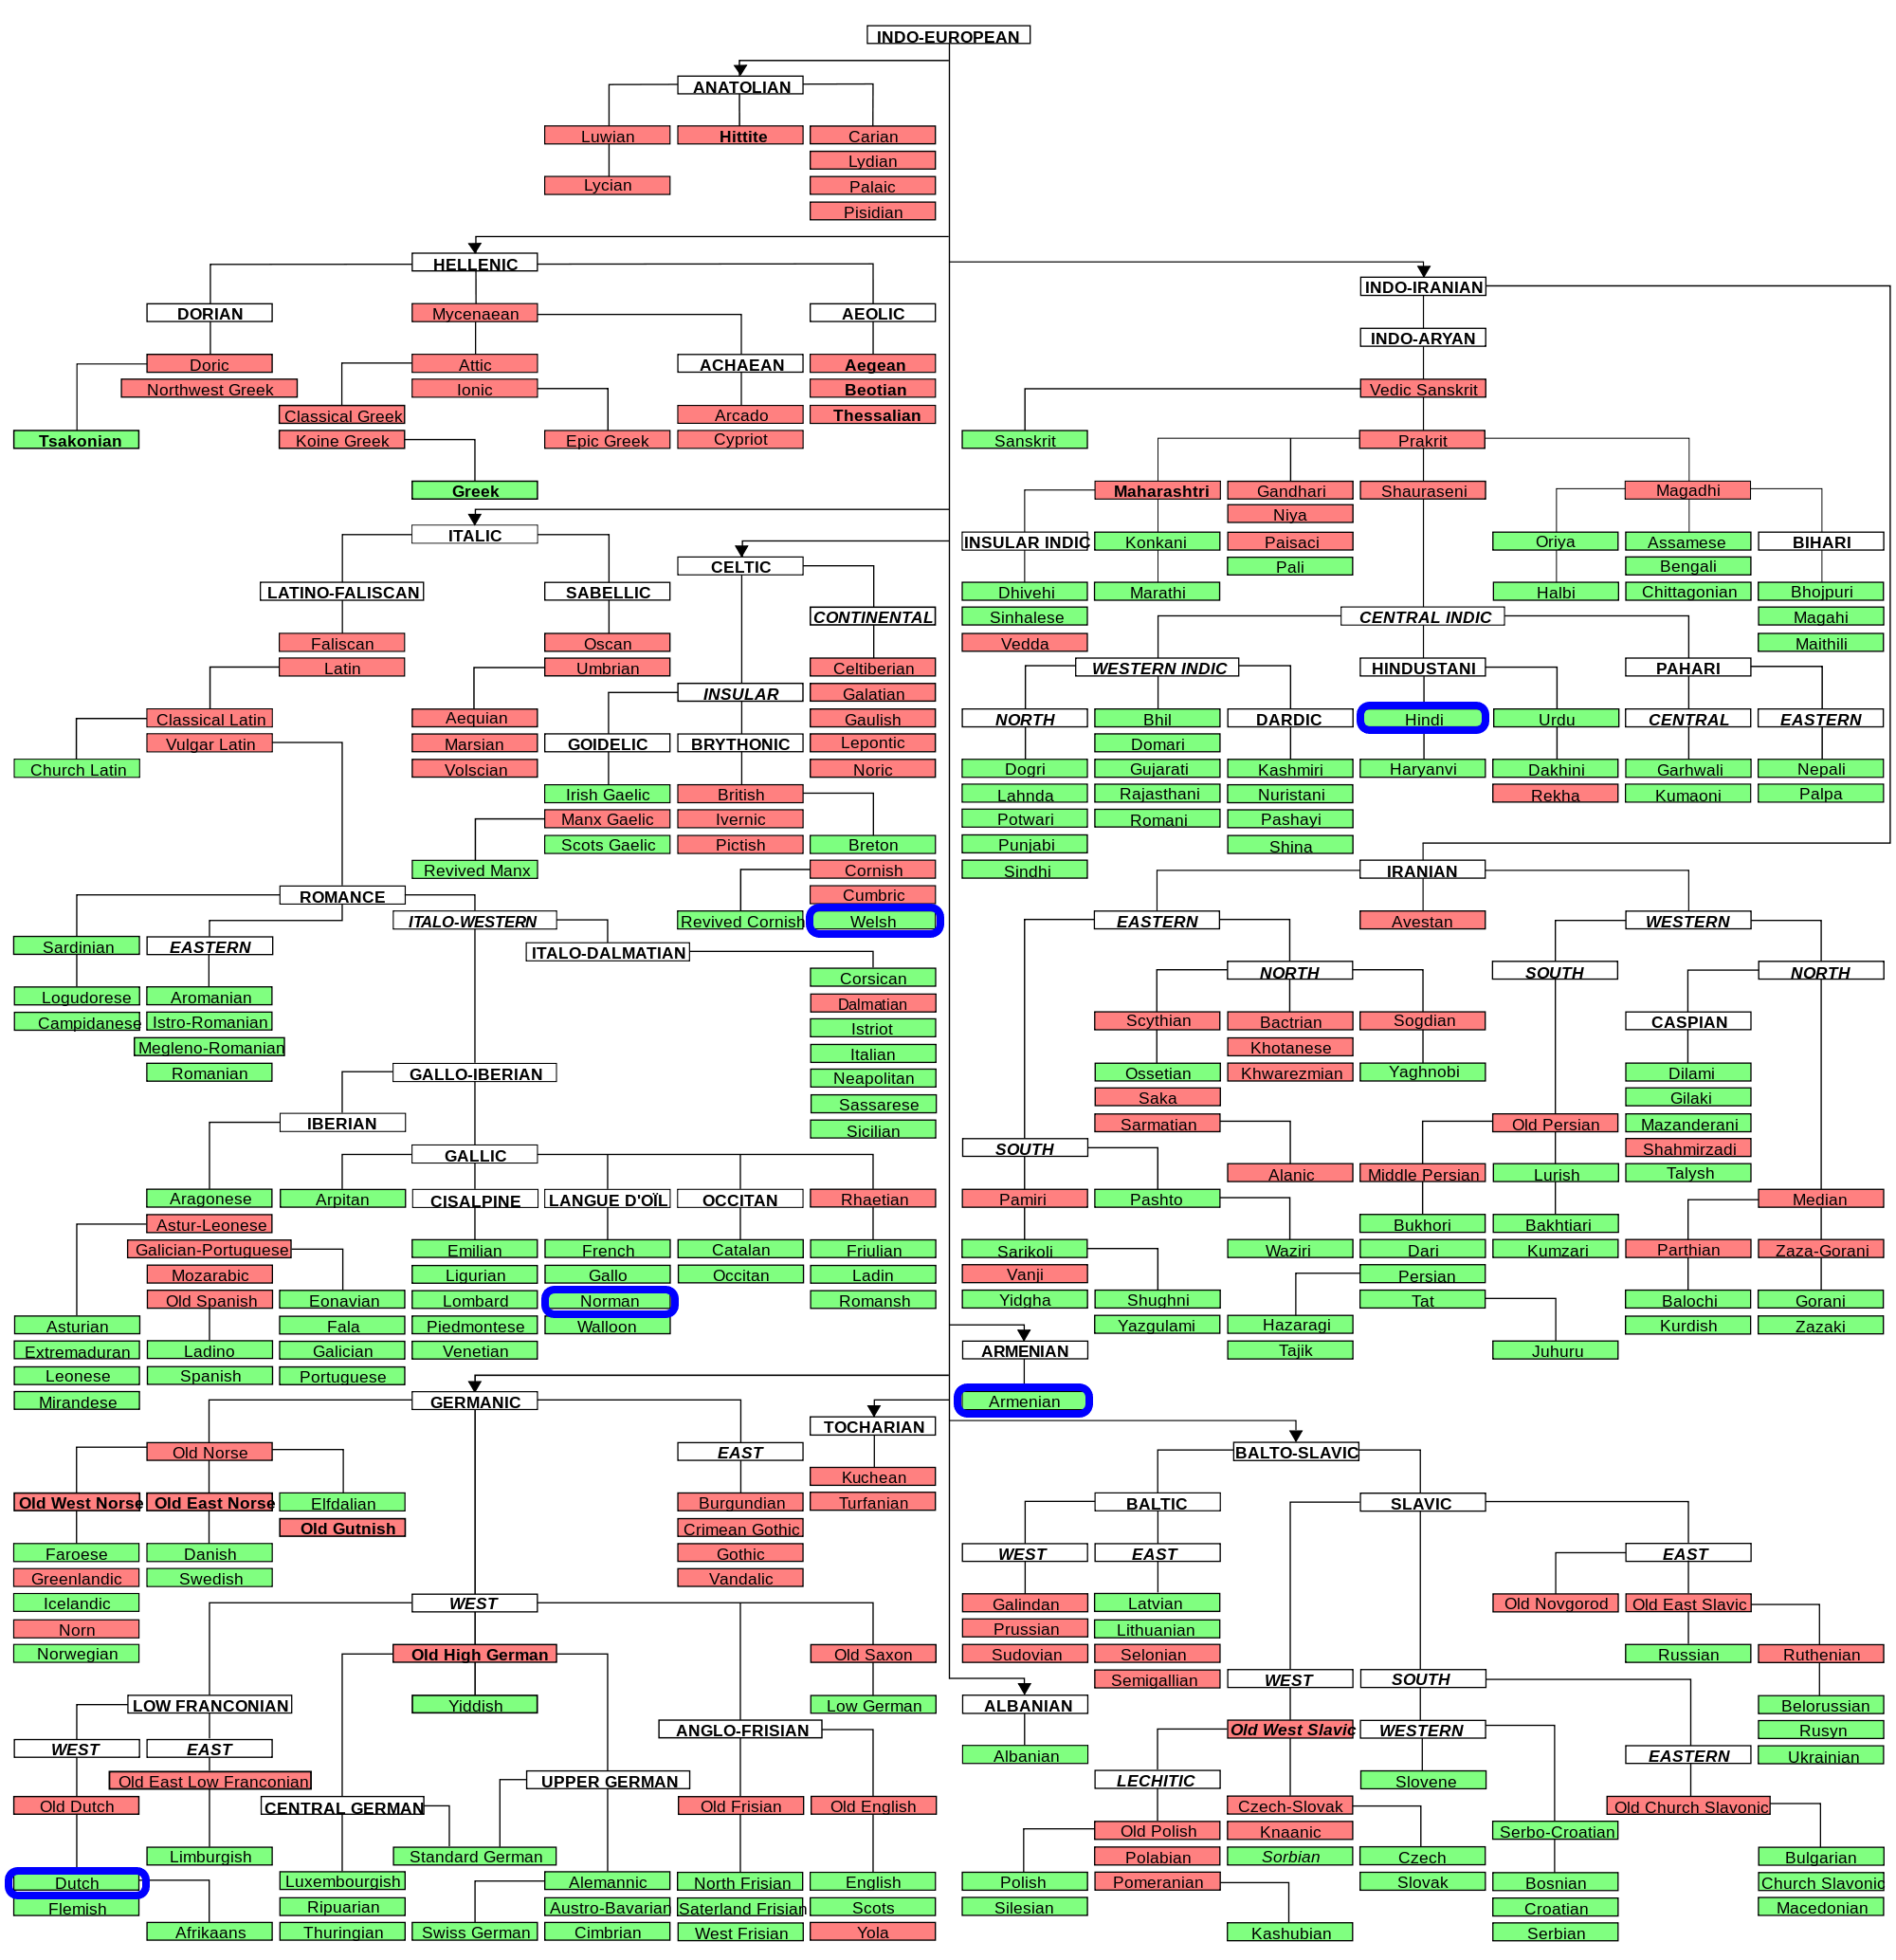 INDO-EUROPEAN
ANATOLIAN
Luwian
Hittite
Carian
Lydian
Lycian
Palaic
Pisidian
HELLENIC
DORIAN
Mycenaean
AEOLIC
Doric
Attic
ACHAEAN
Aegean
Northwest Greek
Ionic
Beotian
Classical Greek
Arcado
Thessalian
Tsakonian
Koine Greek
Epic Greek
Cypriot
Greek
INDO-IRANIAN
INDO-ARYAN
Vedic Sanskrit
Sanskrit
Prakrit
Maharashtri
Gandhari
Shauraseni
Magadhi
Niya
INSULAR INDIC
Konkani
Paisaci
Oriya
Assamese
BIHARI
Pali
Bengali
Dhivehi
Marathi
Halbi
Chittagonian
Bhojpuri
Sinhalese
CENTRAL INDIC
Magahi
Vedda
Maithili
WESTERN INDIC
HINDUSTANI
PAHARI
NORTH
Bhil
DARDIC
Hindi
Urdu
CENTRAL
EASTERN
Domari
Dogri
Gujarati
Kashmiri
Haryanvi
Dakhini
Garhwali
Nepali
Lahnda
Rajasthani
Nuristani
Rekha
Kumaoni
Palpa
Potwari
Romani
Pashayi
Punjabi
Shina
Sindhi
ITALIC
LATINO-FALISCAN
SABELLIC
Faliscan
Oscan
Latin
Umbrian
Classical Latin
Aequian
Vulgar Latin
Marsian
Church Latin
Volscian
CELTIC
CONTINENTAL
Celtiberian
INSULAR
Galatian
Gaulish
GOIDELIC
BRYTHONIC
Lepontic
Noric
Irish Gaelic
British
Manx Gaelic
Ivernic
Scots Gaelic
Pictish
Breton
Revived Manx
Cornish
Cumbric
Revived Cornish
Welsh
ROMANCE
ITALO-WESTERN
Sardinian
EASTERN
ITALO-DALMATIAN
Logudorese
Aromanian
Corsican
Campidanese
Istro-Romanian
Dalmatian
Megleno-Romanian
Istriot
Romanian
Italian
GALLO-IBERIAN
Neapolitan
Sassarese
IBERIAN
Sicilian
GALLIC
Aragonese
Arpitan
CISALPINE
LANGUE D'OÏL
OCCITAN
Rhaetian
Astur-Leonese
Galician-Portuguese
Emilian
French
Catalan
Friulian
Mozarabic
Ligurian
Gallo
Occitan
Ladin
Old Spanish
Eonavian
Lombard
Norman
Romansh
Asturian
Fala
Piedmontese
Walloon
Extremaduran
Ladino
Galician
Venetian
Leonese
Spanish
Portuguese
Mirandese
IRANIAN
EASTERN
Avestan
WESTERN
NORTH
SOUTH
NORTH
Scythian
Bactrian
Sogdian
CASPIAN
Khotanese
Ossetian
Khwarezmian
Yaghnobi
Dilami
Saka
Gilaki
Sarmatian
Old Persian
Mazanderani
SOUTH
Shahmirzadi
Alanic
Middle Persian
Lurish
Talysh
Pamiri
Pashto
Median
Bukhori
Bakhtiari
Sarikoli
Waziri
Dari
Kumzari
Parthian
Zaza-Gorani
Vanji
Persian
Yidgha
Shughni
Tat
Balochi
Gorani
Yazgulami
Hazaragi
Kurdish
Zazaki
Tajik
Juhuru
ARMENIAN
Armenian
GERMANIC
TOCHARIAN
Old Norse
EAST
Kuchean
Old West Norse
Old East Norse
Elfdalian
Burgundian
Turfanian
Old Gutnish
Crimean Gothic
Faroese
Danish
Gothic
Greenlandic
Swedish
Vandalic
Icelandic
WEST
Norn
Norwegian
Old High German
Old Saxon
LOW FRANCONIAN
Yiddish
Low German
ANGLO-FRISIAN
WEST
EAST
Old East Low Franconian
UPPER GERMAN
Old Dutch
CENTRAL GERMAN
Old Frisian
Old English
Limburgish
Standard German
Dutch
Luxembourgish
Alemannic
North Frisian
English
Flemish
Ripuarian
Austro-Bavarian
Saterland Frisian
Scots
Afrikaans
Thuringian
Swiss German
Cimbrian
West Frisian
Yola
BALTO-SLAVIC
BALTIC
SLAVIC
WEST
EAST
EAST
Galindan
Latvian
Old Novgorod
Old East Slavic
Prussian
Lithuanian
Sudovian
Selonian
Russian
Ruthenian
Semigallian
WEST
SOUTH
ALBANIAN
Belorussian
Old West Slavic
WESTERN
Rusyn
Albanian
EASTERN
Ukrainian
LECHITIC
Slovene
Czech-Slovak
Old Church Slavonic
Old Polish
Knaanic
Serbo-Croatian
Polabian
Sorbian
Czech
Bulgarian
Polish
Pomeranian
Slovak
Bosnian
Church Slavonic
Silesian
Croatian
Macedonian
Kashubian
Serbian